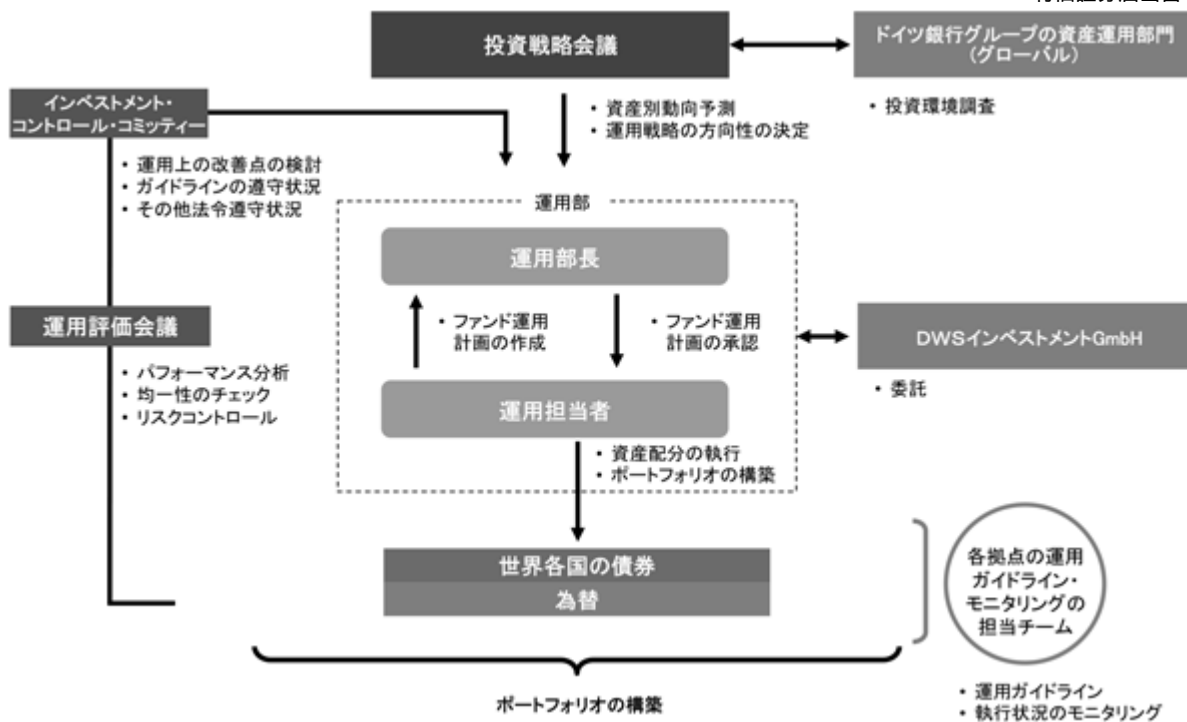 投資戦略会議
ドイツ銀行グループの資産運用部門
（グローバル）
• 投資環境調査
• 資産別動向予測
• 運用戦略の方向性の決定
インベストメント・
コントロール・コミッティー
• 運用上の改善点の検討
• ガイドラインの遵守状況
• その他法令遵守状況
運用部
運用部長
• ファンド運用
計画の作成
• ファンド運用
計画の承認
運用評価会議
• パフォーマンス分析
• 均一性のチェック
• リスクコントロール
DWSインベストメントGmbH
• 委託
運用担当者
• 資産配分の執行
• ポートフォリオの構築
世界各国の債券
為替
各拠点の運用
ガイドライン・
モニタリングの
担当チーム
• 運用ガイドライン
• 執行状況のモニタリング
ポートフォリオの構築